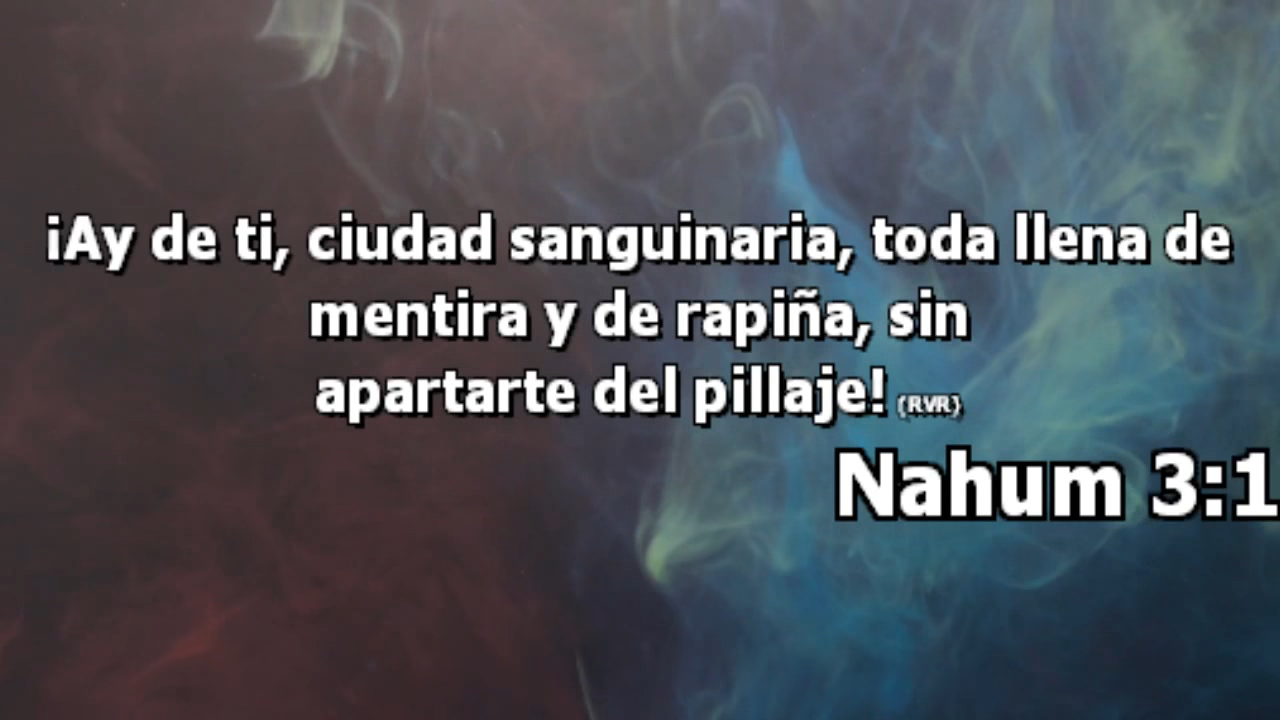 ¡Ay de ti, ciudad sanguinaria, toda llena de
mentira y de rapiña, sin
apartarte del pillaje! (RVR)
Nahum 3:1